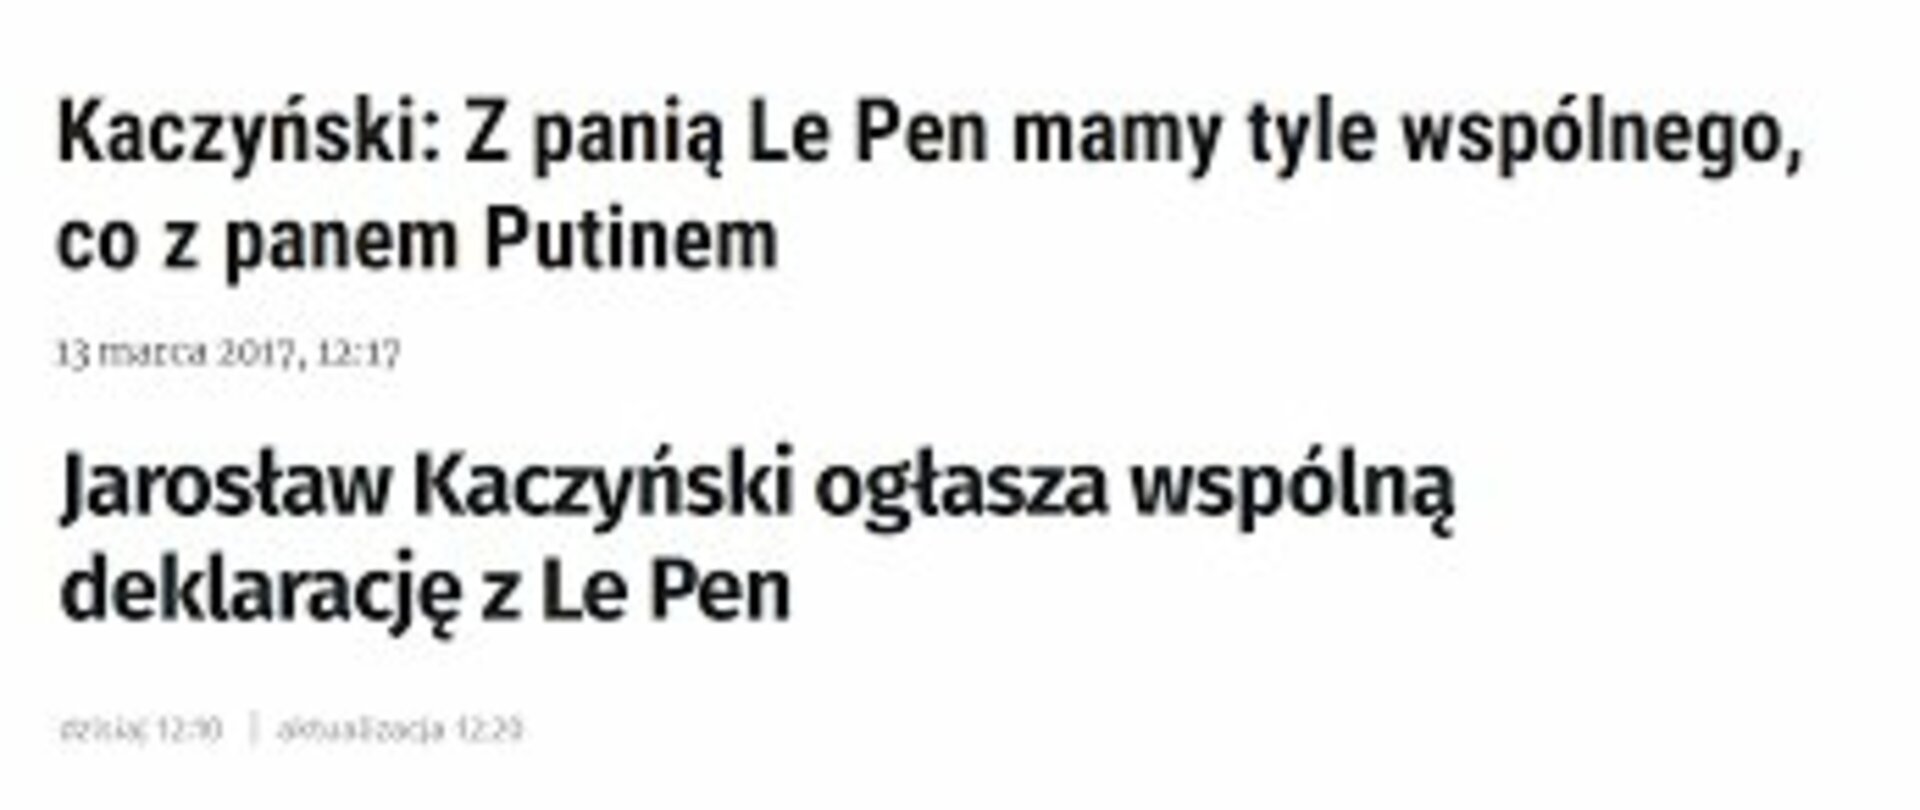 Kaczyński: Z panią Le Pen mamy tyle wspólnego,
co z panem Putinem
13 marca 2017, 12:17
Jarosław Kaczyński ogłasza wspólną
deklarację z Le Pen
dzisiaj 12:10 | aktualizacja 12:20